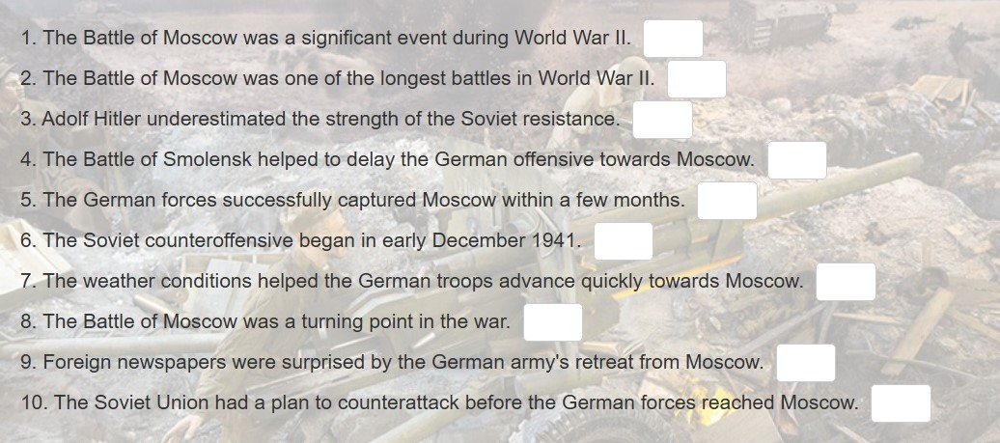 1. The Battle of Moscow was a significant event during World War II.
2. The Battle of Moscow was one of the longest battles in World War II.
3. Adolf Hitler underestimated the strength of the Soviet resistance.
4. The Battle of Smolensk helped to delay the German offensive towards Moscow.
5. The German forces successfully captured Moscow within a few months.
6. The Soviet counteroffensive began in early December 1941.
7. The weather conditions helped the German troops advance quickly towards Moscow.
8. The Battle of Moscow was a turning point in the war.
9. Foreign newspapers were surprised by the German army's retreat from Moscow.
10. The Soviet Union had a plan to counterattack before the German forces reached Moscow.